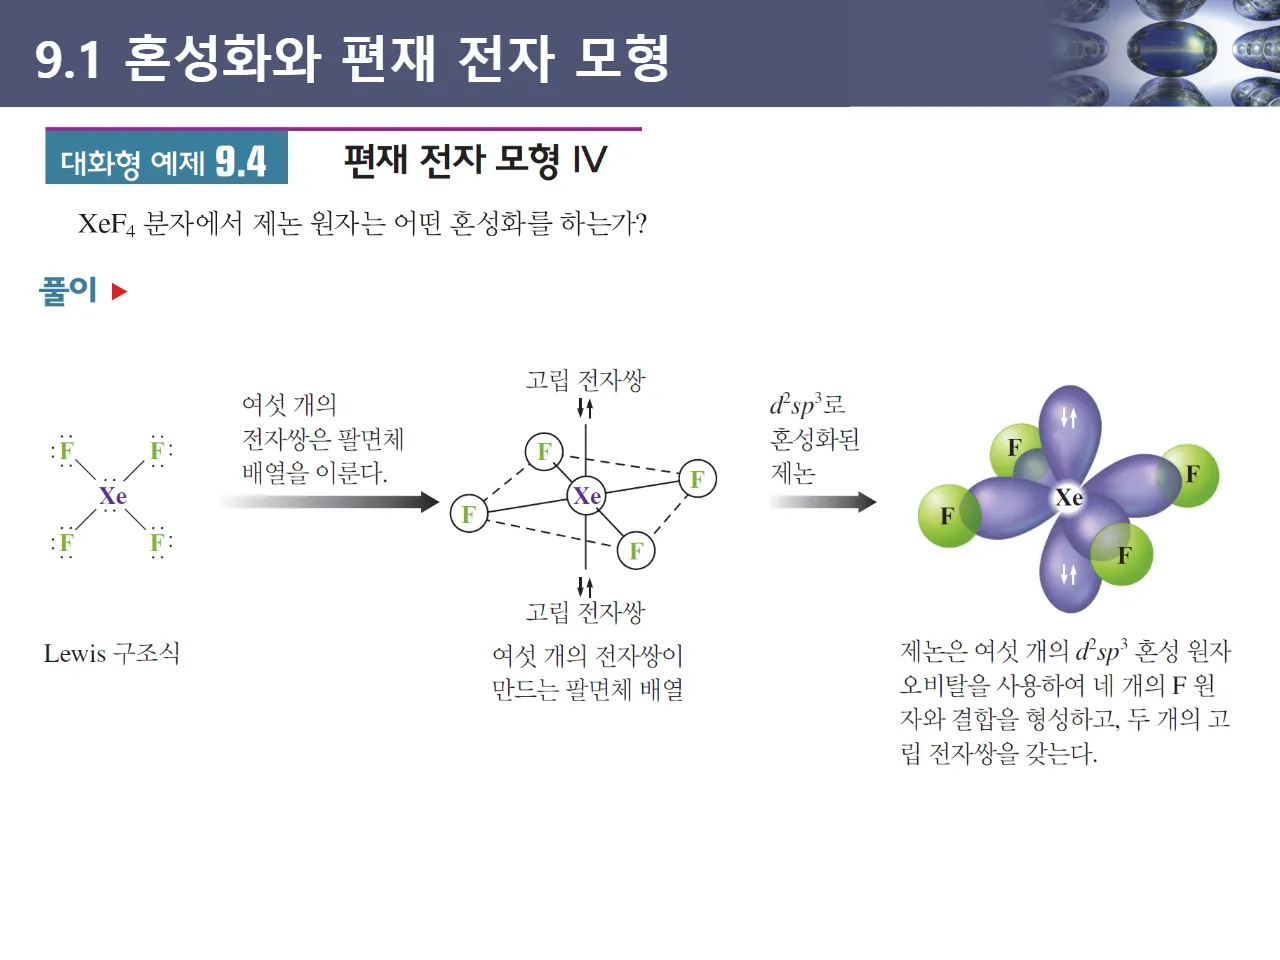 9.1 혼성화와 편재 전자 모형
대화형 예제 9.4
편재 전자 모형 IV
XeF₄ 분자에서 제논 원자는 어떤 혼성화를 하는가?
풀이 ▶
F F
Xe
F F
Lewis 구조식
여섯 개의
전자쌍은 팔면체
배열을 이룬다.
고립 전자쌍
F
F
Xe
F
F
고립 전자쌍
여섯 개의 전자쌍이
만드는 팔면체 배열
d²sp³로
혼성화된
제논
F
F
Xe
F
F
제논은 여섯 개의 d²sp³ 혼성 원자
오비탈을 사용하여 네 개의 F 원
자와 결합을 형성하고, 두 개의 고
립 전자쌍을 갖는다.